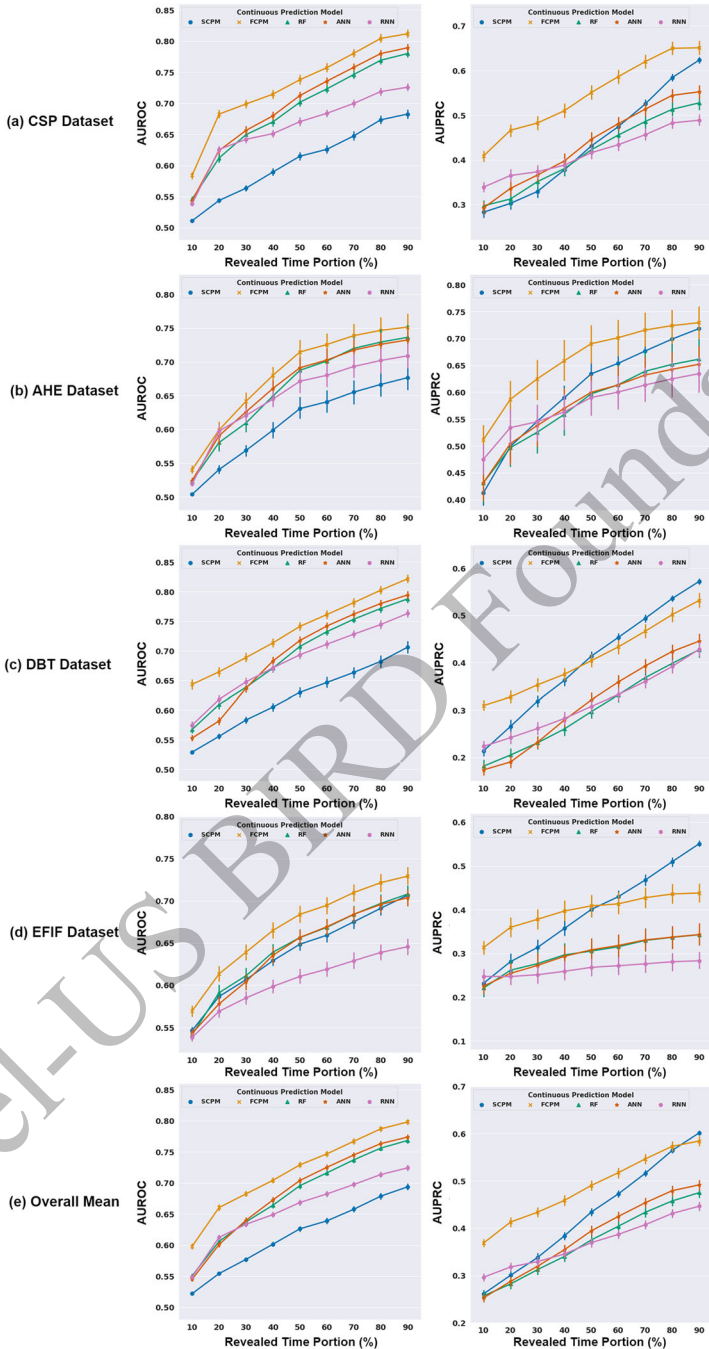 (a) CSP Dataset
Continuous Prediction Model
SCPM FCPM RF ANN RNN
AUROC
0.85
0.80
0.75
0.70
0.65
0.60
0.55
0.50
10 20 30 40 50 60 70 80 90
Revealed Time Portion (%)
Continuous Prediction Model
SCPM FCPM RF ANN RNN
AUPRC
0.7
0.6
0.5
0.4
0.3
10 20 30 40 50 60 70 80 90
Revealed Time Portion (%)
(b) AHE Dataset
Continuous Prediction Model
SCPM FCPM RF ANN RNN
AUROC
0.80
0.75
0.70
0.65
0.60
0.55
0.50
10 20 30 40 50 60 70 80 90
Revealed Time Portion (%)
Continuous Prediction Model
SCPM FCPM RF ANN RNN
AUPRC
0.80
0.75
0.70
0.65
0.60
0.55
0.50
0.45
0.40
10 20 30 40 50 60 70 80 90
Revealed Time Portion (%)
(c) DBT Dataset
Continuous Prediction Model
SCPM FCPM RF ANN RNN
AUROC
0.85
0.80
0.75
0.70
0.65
0.60
0.55
0.50
10 20 30 40 50 60 70 80 90
Revealed Time Portion (%)
Continuous Prediction Model
SCPM FCPM RF ANN RNN
AUPRC
0.6
0.5
0.4
0.3
0.2
10 20 30 40 50 60 70 80 90
Revealed Time Portion (%)
(d) EFIF Dataset
Continuous Prediction Model
SCPM FCPM RF ANN RNN
AUROC
0.80
0.75
0.70
0.65
0.60
0.55
10 20 30 40 50 60 70 80 90
Revealed Time Portion (%)
Continuous Prediction Model
SCPM FCPM RF ANN RNN
AUPRC
0.6
0.5
0.4
0.3
0.2
0.1
10 20 30 40 50 60 70 80 90
Revealed Time Portion (%)
(e) Overall Mean
Continuous Prediction Model
SCPM FCPM RF ANN RNN
AUROC
0.85
0.80
0.75
0.70
0.65
0.60
0.55
0.50
10 20 30 40 50 60 70 80 90
Revealed Time Portion (%)
Continuous Prediction Model
SCPM FCPM RF ANN RNN
AUPRC
0.7
0.6
0.5
0.4
0.3
0.2
10 20 30 40 50 60 70 80 90
Revealed Time Portion (%)
el-US BIRD Founda